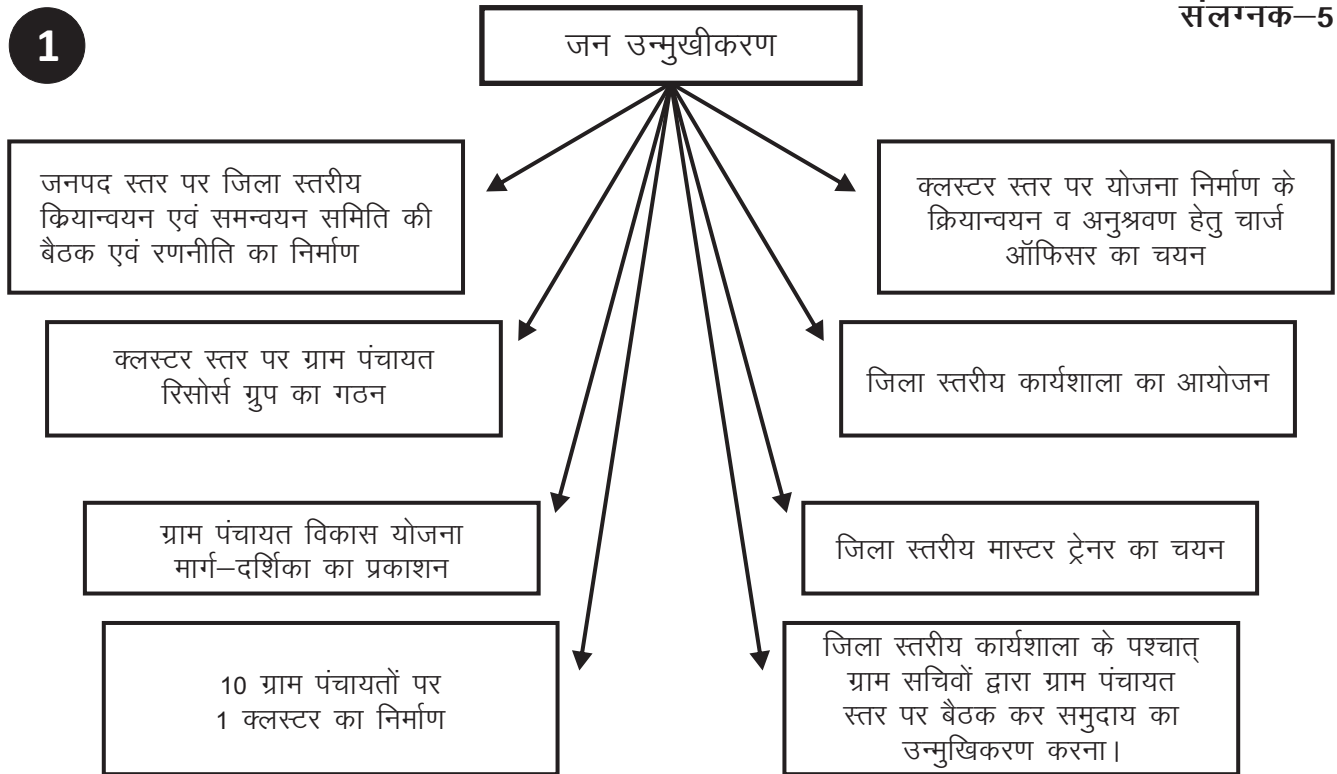 संलग्नक–5
1
जन उन्मुखीकरण
जनपद स्तर पर जिला स्तरीय
क्रियान्वयन एवं समन्वयन समिति की
बैठक एवं रणनीति का निर्माण
क्लस्टर स्तर पर योजना निर्माण के
क्रियान्वयन व अनुश्रवण हेतु चार्ज
ऑफिसर का चयन
क्लस्टर स्तर पर ग्राम पंचायत
रिसोर्स ग्रुप का गठन
जिला स्तरीय कार्यशाला का आयोजन
ग्राम पंचायत विकास योजना
मार्ग–दर्शिका का प्रकाशन
जिला स्तरीय मास्टर ट्रेनर का चयन
10 ग्राम पंचायतों पर
1 क्लस्टर का निर्माण
जिला स्तरीय कार्यशाला के पश्चात्
ग्राम सचिवों द्वारा ग्राम पंचायत
स्तर पर बैठक कर समुदाय का
उन्मुखिकरण करना।